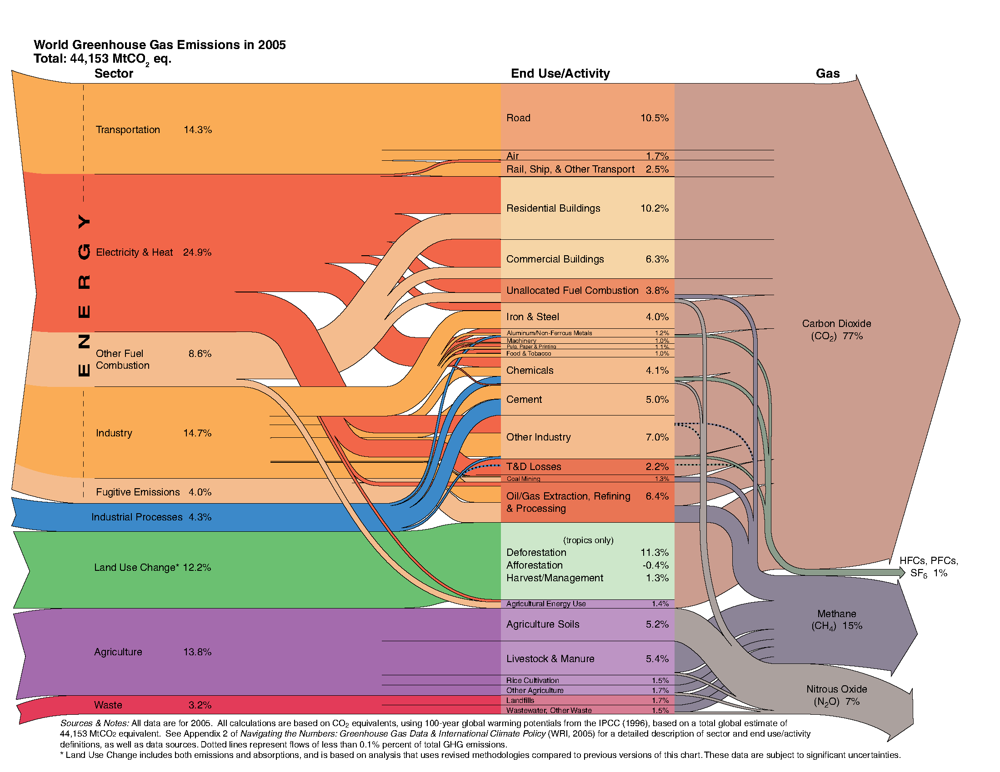 World Greenhouse Gas Emissions in 2005
Total: 44,153 MtCO₂ eq.
Sector
End Use/Activity
Gas
E N E R G Y
Transportation 14.3%
Electricity & Heat 24.9%
Other Fuel 8.6%
Combustion
Industry 14.7%
Fugitive Emissions 4.0%
Industrial Processes 4.3%
Land Use Change* 12.2%
Agriculture 13.8%
Waste 3.2%
Road 10.5%
Air 1.7%
Rail, Ship, & Other Transport 2.5%
Residential Buildings 10.2%
Commercial Buildings 6.3%
Unallocated Fuel Combustion 3.8%
Iron & Steel 4.0%
Aluminum/Non-Ferrous Metals 1.2%
Machinery 1.0%
Pulp, Paper & Printing 1.1%
Food & Tobacco 1.0%
Chemicals 4.1%
Cement 5.0%
Other Industry 7.0%
T&D Losses 2.2%
Coal Mining 1.3%
Oil/Gas Extraction, Refining 6.4%
& Processing
(tropics only)
Deforestation 11.3%
Afforestation -0.4%
Harvest/Management 1.3%
Agricultural Energy Use 1.4%
Agriculture Soils 5.2%
Livestock & Manure 5.4%
Rice Cultivation 1.5%
Other Agriculture 1.7%
Landfills 1.7%
Wastewater, Other Waste 1.5%
Carbon Dioxide
(CO₂) 77%
HFCs, PFCs,
SF₆ 1%
Methane
(CH₄) 15%
Nitrous Oxide
(N₂O) 7%
Sources & Notes: All data are for 2005. All calculations are based on CO₂ equivalents, using 100-year global warming potentials from the IPCC (1996), based on a total global estimate of
44,153 MtCO₂ equivalent. See Appendix 2 of Navigating the Numbers: Greenhouse Gas Data & International Climate Policy (WRI, 2005) for a detailed description of sector and end use/activity
definitions, as well as data sources. Dotted lines represent flows of less than 0.1% percent of total GHG emissions.
* Land Use Change includes both emissions and absorptions, and is based on analysis that uses revised methodologies compared to previous versions of this chart. These data are subject to significant uncertainties.